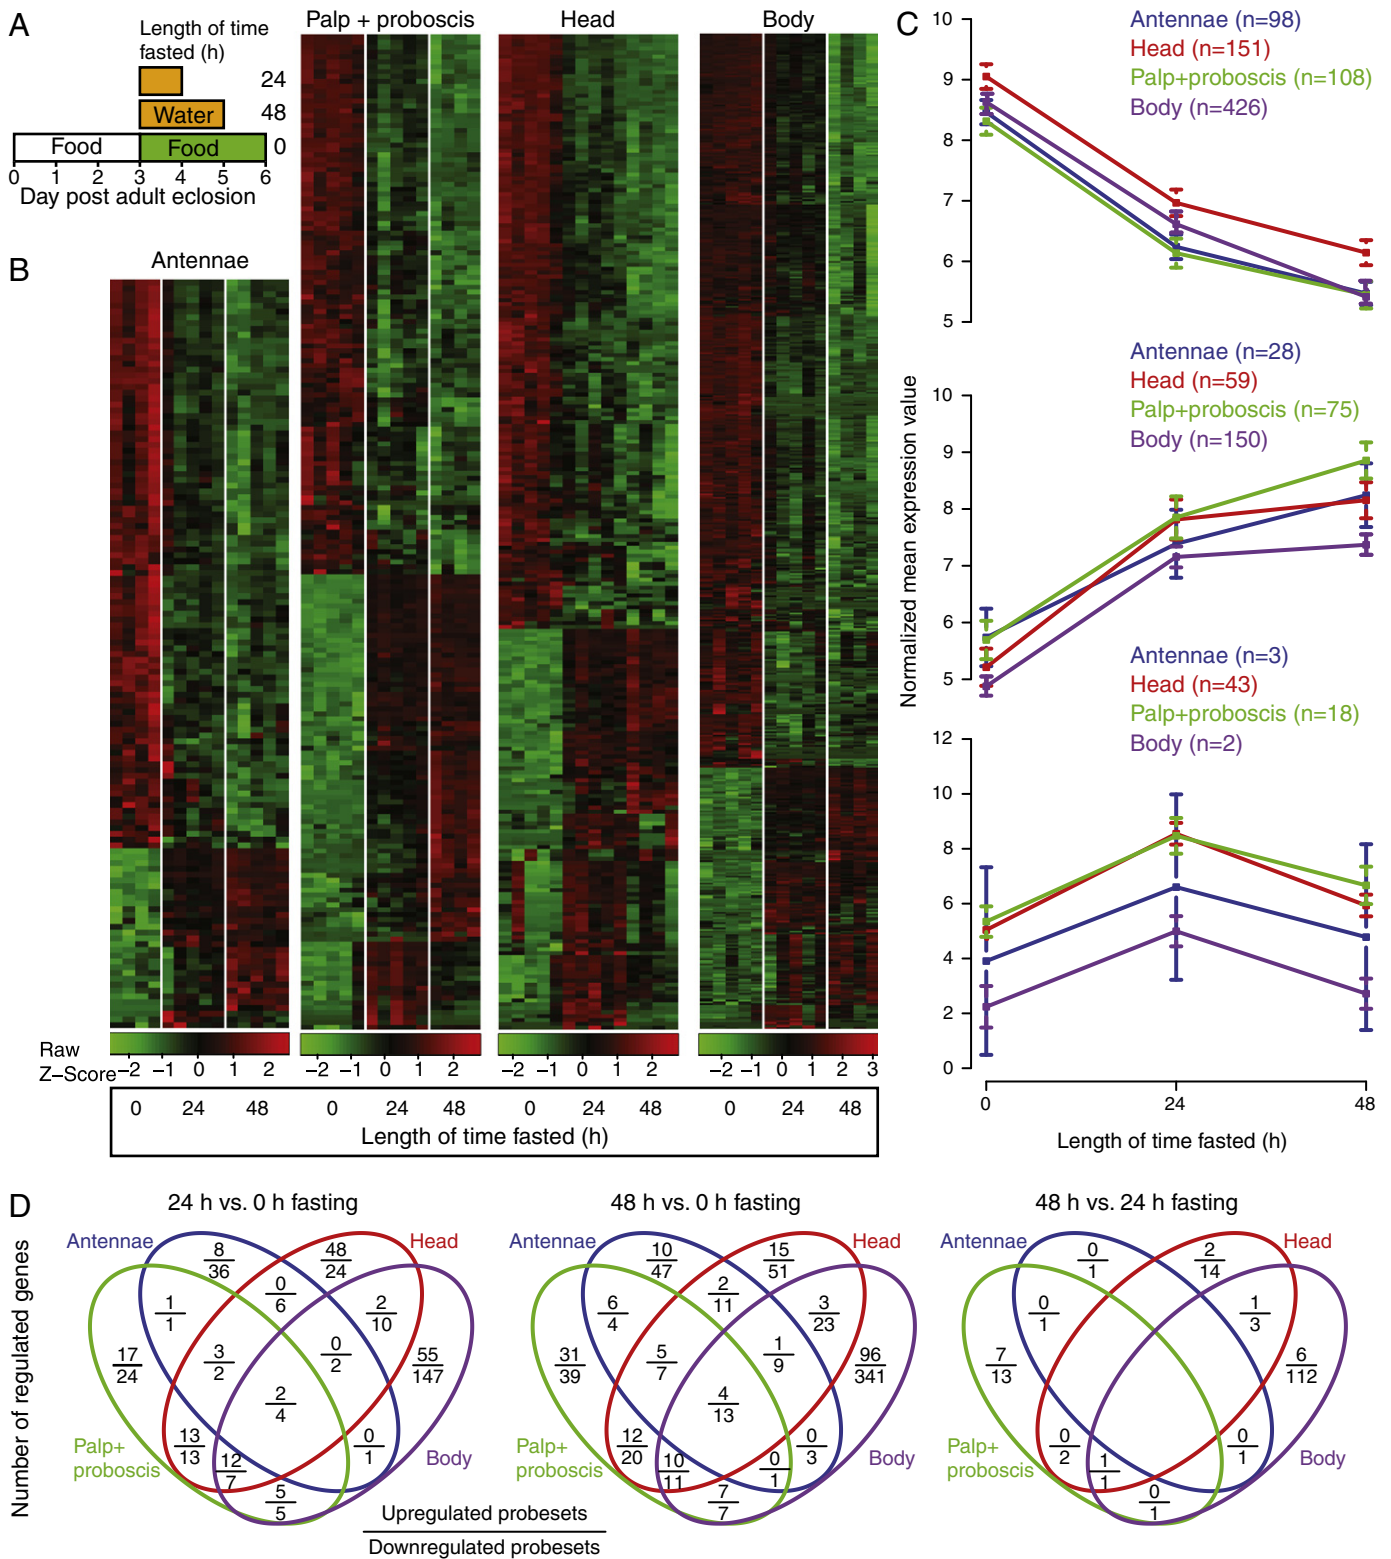 A
Length of time
fasted (h)
24
Water 48
Food Food 0
0 1 2 3 4 5 6
Day post adult eclosion
B
Antennae
Palp + proboscis
Head
Body
Raw
Z−Score
−2 −1 0 1 2
−2 −1 0 1 2
−2 −1 0 1 2
−2 −1 0 1 2 3
0 24 48 0 24 48 0 24 48 0 24 48
Length of time fasted (h)
C
Normalized mean expression value
Antennae (n=98)
Head (n=151)
Palp+proboscis (n=108)
Body (n=426)
10
9
8
7
6
5
Antennae (n=28)
Head (n=59)
Palp+proboscis (n=75)
Body (n=150)
10
9
8
7
6
5
Antennae (n=3)
Head (n=43)
Palp+proboscis (n=18)
Body (n=2)
12
10
8
6
4
2
0
0 24 48
Length of time fasted (h)
D
Number of regulated genes
24 h vs. 0 h fasting
Antennae
Head
Palp+
proboscis
Body
8
36
48
24
0
6
1
1
2
10
17
24
3
2
0
2
55
147
2
4
13
13
12
7
0
1
5
5
48 h vs. 0 h fasting
Antennae
Head
Palp+
proboscis
Body
10
47
15
51
2
11
6
4
3
23
31
39
5
7
1
9
96
341
4
13
12
20
10
11
0
1
0
3
7
7
48 h vs. 24 h fasting
Antennae
Head
Palp+
proboscis
Body
0
1
2
14
0
1
1
3
7
13
6
112
0
2
1
1
0
1
0
1
Upregulated probesets
Downregulated probesets